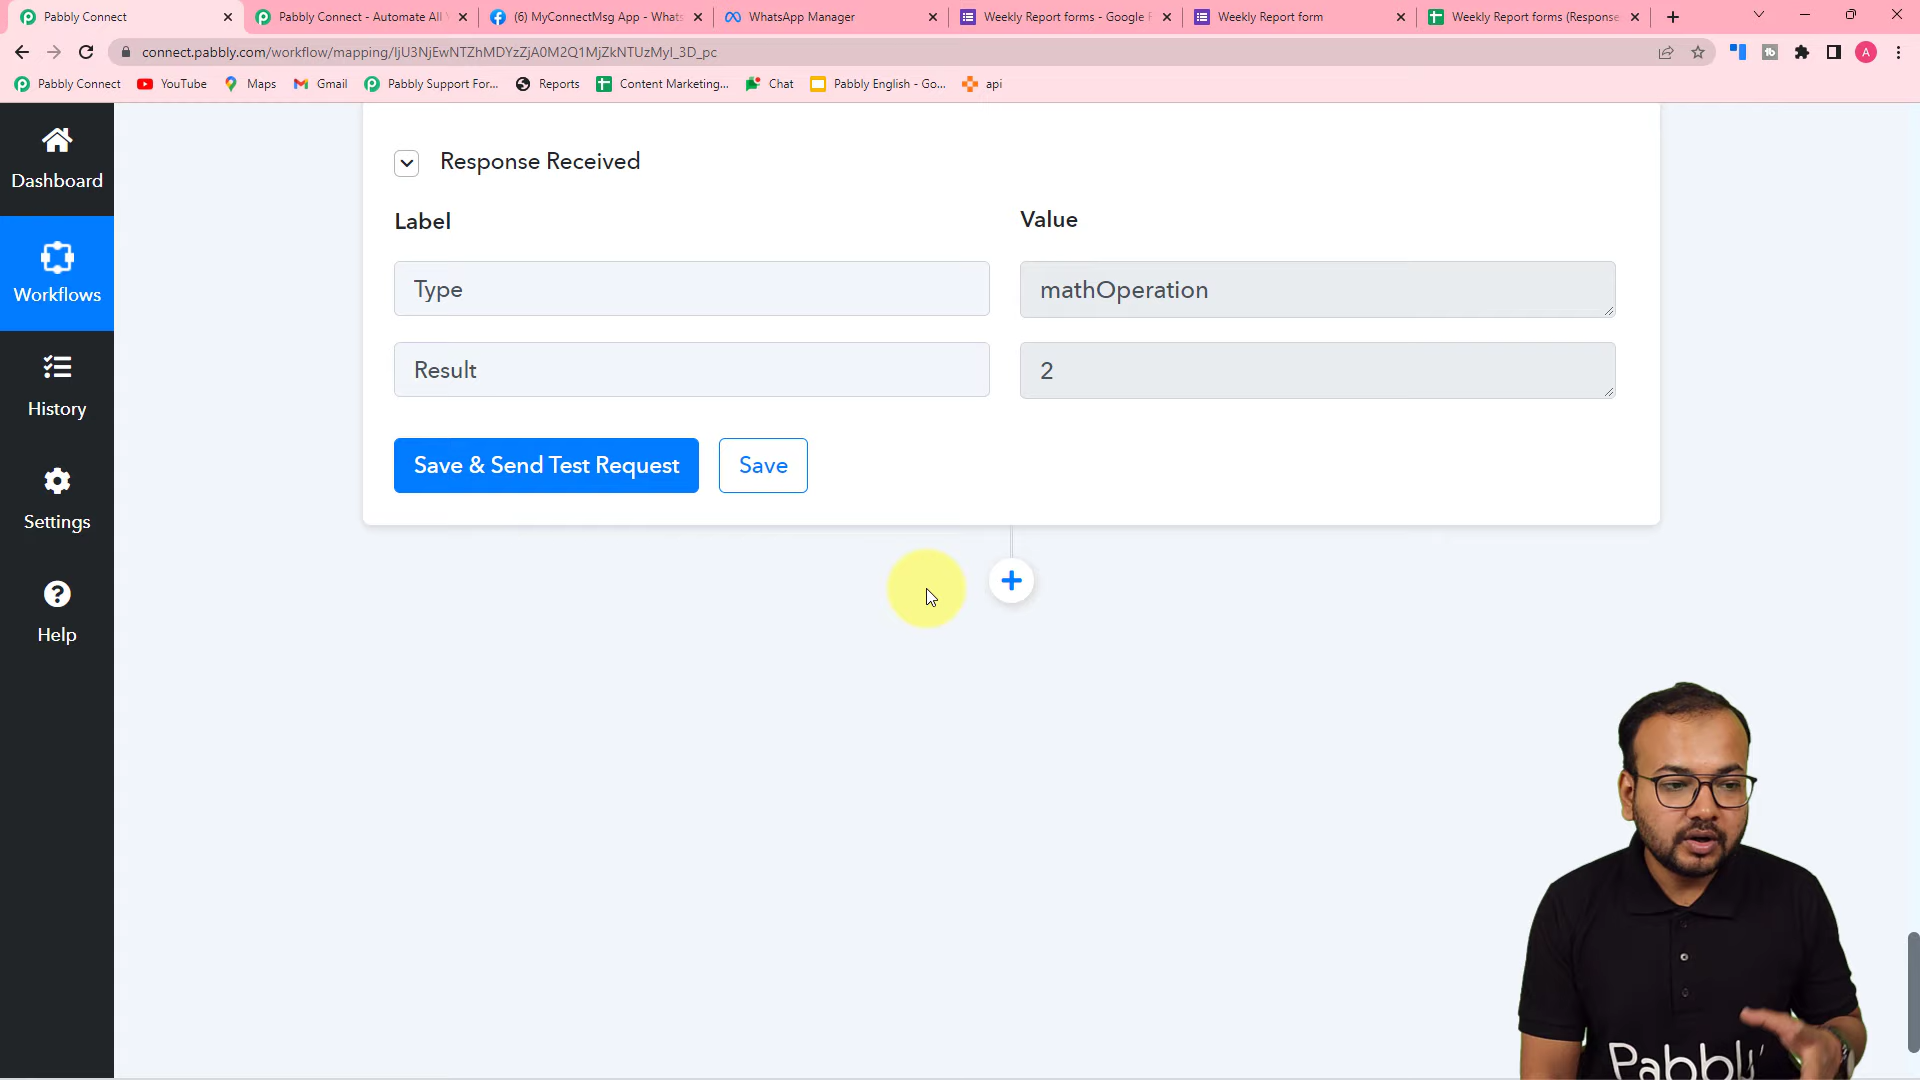 Pabbly Connect
Pabbly Connect - Automate All
(6) MyConnectMsg App - Whats
WhatsApp Manager
Weekly Report forms - Google F
Weekly Report form
Weekly Report forms (Response
connect.pabbly.com/workflow/mapping/
Pabbly Connect
YouTube
Maps
Gmail
Pabbly Support For...
Reports
Content Marketing...
Chat
Pabbly English - Go...
api
A
Dashboard
Workflows
History
Settings
Help
Response Received
Label
Value
Type
mathOperation
Result
2
Save & Send Test Request
Save
Pabbly